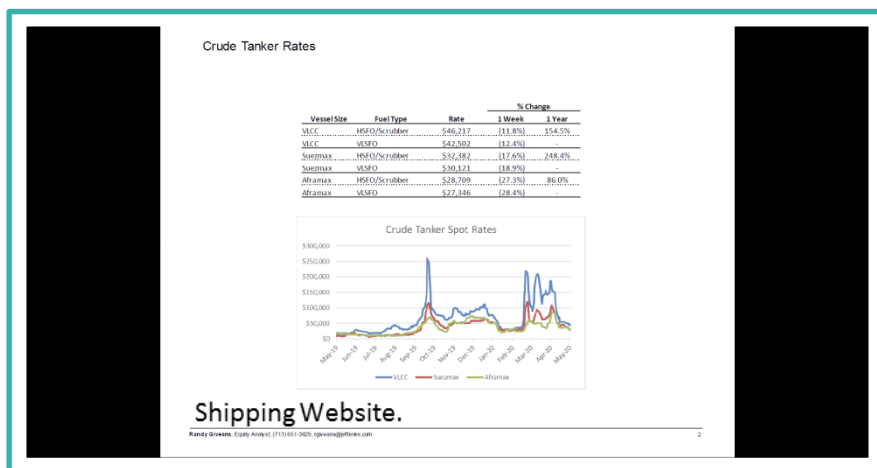 Crude Tanker Rates
% Change
Vessel Size Fuel Type Rate 1 Week 1 Year
VLCC HSFO/Scrubber $46,217 (11.8%) 154.5%
VLCC VLSFO $42,502 (12.4%) -
Suezmax HSFO/Scrubber $32,382 (17.6%) 248.4%
Suezmax VLSFO $30,121 (18.9%) -
Aframax HSFO/Scrubber $28,709 (27.3%) 86.0%
Aframax VLSFO $27,346 (28.4%) -
Crude Tanker Spot Rates
$300,000
$250,000
$200,000
$150,000
$100,000
$50,000
$0
May-19 Jun-19 Jul-19 Aug-19 Sep-19 Oct-19 Nov-19 Dec-19 Jan-20 Feb-20 Mar-20 Apr-20 May-20
VLCC Suezmax Aframax
Shipping Website.
Randy Giveans, Equity Analyst, (713) 651-3829, rgiveans@jefferies.com 2